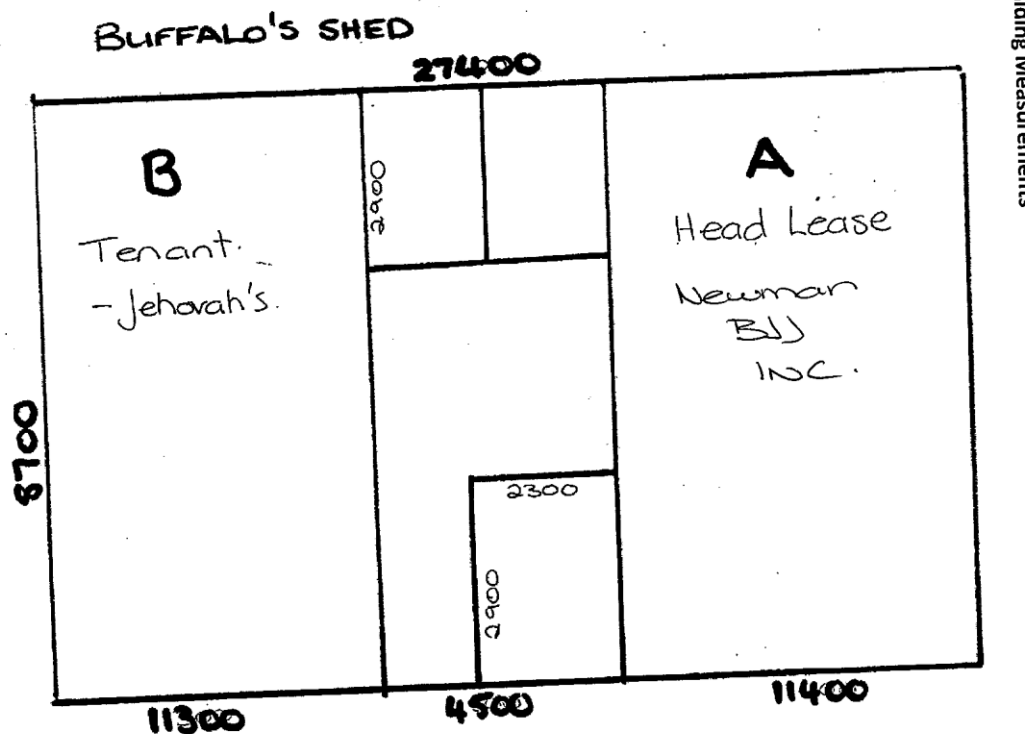 BUFFALO'S SHED
27400
B
Tenant.
- Jehovah's.
2900
A
Head Lease
Newman
BJJ
INC.
8700
2300
2900
11300
4500
11400